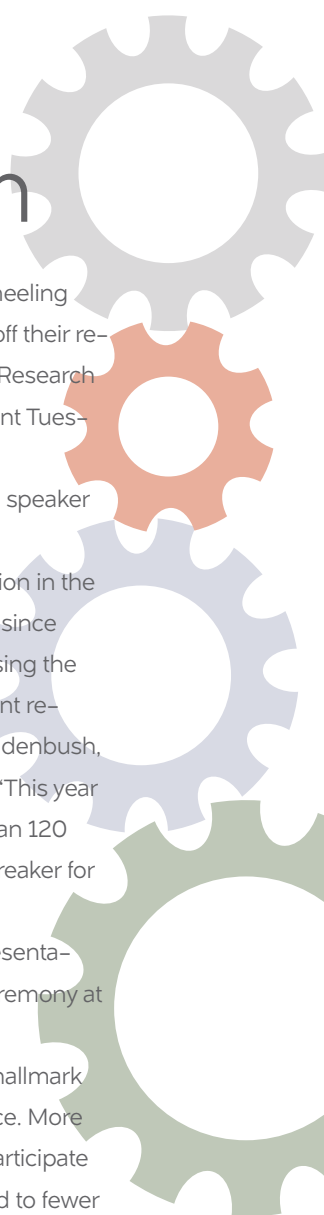 n
heeling
off their re-
Research
nt Tues-
speaker
ion in the
since
sing the
nt re-
denbush,
“This year
an 120
reaker for
senta-
remony at
hallmark
ce. More
articipate
d to fewer